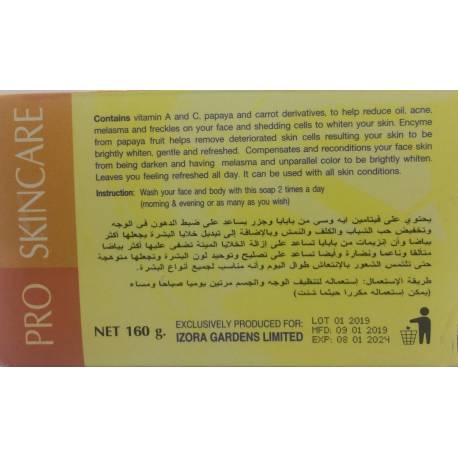 PRO SKINCARE
Contains vitamin A and C, papaya and carrot derivatives, to help reduce oil, acne,
melasma and freckles on your face and shedding cells to whiten your skin. Encyme
from papaya fruit helps remove deteriorated skin cells resulting your skin to be
brightly whiten, gentle and refreshed. Compensates and reconditions your face skin
from being darken and having melasma and unparallel color to be brightly whiten.
Leaves you feeling refreshed all day. It can be used with all skin conditions.
Instruction: Wash your face and body with this soap 2 times a day
(morning & evening or as many as you wish)
يحتوي على فيتامين ايه وسي من بابايا وجزر يساعد على ضبط الدهون في الوجه
وتخفيض حب الشباب والكلف والنمش وبالإضافة إلى تبديل خلايا البشرة يجعلها أكثر
بياضا وأن انزيمات من بابايا تساعد على إزالة الخلايا الميتة تضفي عليها أكثر بياضا
متألقا وناعما ونضارة وأيضا تساعد على تصليح وتوحيد لون البشرة وتجعلها متوهجة
حتى تستمتع الشعور بالانتعاش طوال اليوم وأنه مناسب لجميع أنواع البشرة.
طريقة الإستعمال: إستعماله لتنظيف الوجه والجسم مرتين يوميا صباحا ومساء
(يمكن إستعماله مكررا حيثما شئت)
NET 160 g.
EXCLUSIVELY PRODUCED FOR:
IZORA GARDENS LIMITED
LOT 01 2019
MFD: 09 01 2019
EXP: 08 01 2024